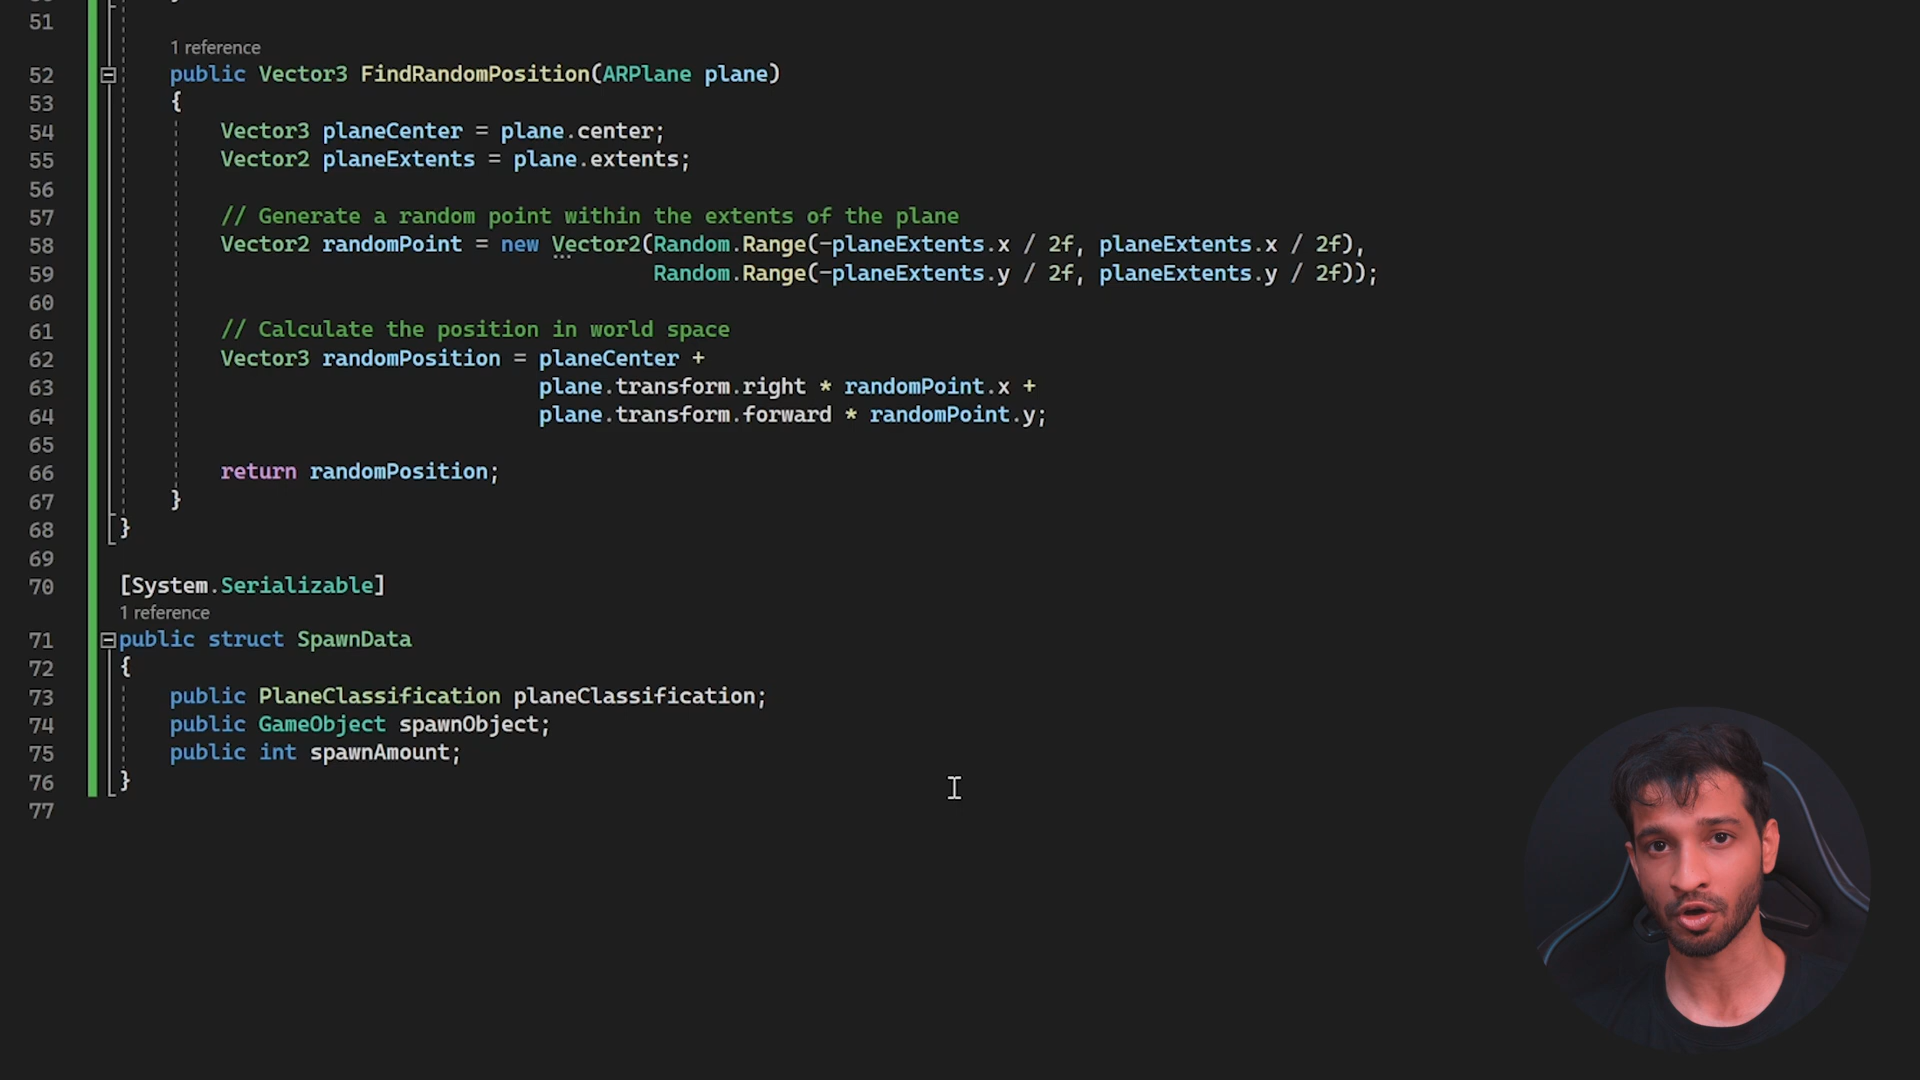 51
1 reference
52 public Vector3 FindRandomPosition(ARPlane plane)
53 {
54 Vector3 planeCenter = plane.center;
55 Vector2 planeExtents = plane.extents;
56
57 // Generate a random point within the extents of the plane
58 Vector2 randomPoint = new Vector2(Random.Range(-planeExtents.x / 2f, planeExtents.x / 2f),
59 Random.Range(-planeExtents.y / 2f, planeExtents.y / 2f));
60
61 // Calculate the position in world space
62 Vector3 randomPosition = planeCenter +
63 plane.transform.right * randomPoint.x +
64 plane.transform.forward * randomPoint.y;
65
66 return randomPosition;
67 }
68 }
69
70 [System.Serializable]
1 reference
71 public struct SpawnData
72 {
73 public PlaneClassification planeClassification;
74 public GameObject spawnObject;
75 public int spawnAmount;
76 }
77